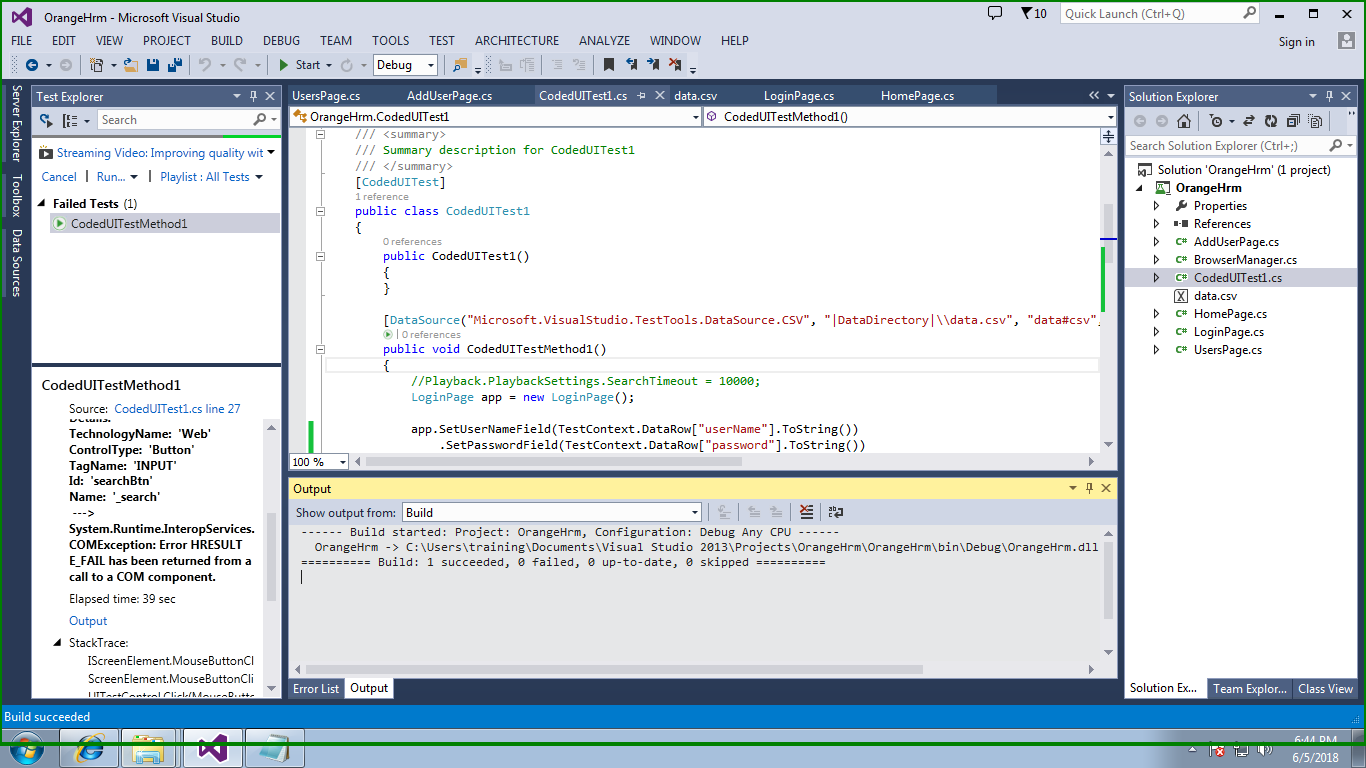 OrangeHrm - Microsoft Visual Studio
10
Quick Launch (Ctrl+Q)
FILE EDIT VIEW PROJECT BUILD DEBUG TEAM TOOLS TEST ARCHITECTURE ANALYZE WINDOW HELP
Sign in
Start Debug
Server Explorer
Toolbox
Data Sources
Test Explorer
Search
Streaming Video: Improving quality wit
Cancel | Run... | Playlist : All Tests
Failed Tests (1)
CodedUITestMethod1
CodedUITestMethod1
Source: CodedUITest1.cs line 27
Details:
TechnologyName: 'Web'
ControlType: 'Button'
TagName: 'INPUT'
Id: 'searchBtn'
Name: '_search'
--->
System.Runtime.InteropServices.
COMException: Error HRESULT
E_FAIL has been returned from a
call to a COM component.
Elapsed time: 39 sec
Output
StackTrace:
IScreenElement.MouseButtonCl
ScreenElement.MouseButtonCli
UITestControl.Click(MouseButto
UsersPage.cs AddUserPage.cs CodedUITest1.cs data.csv LoginPage.cs HomePage.cs
OrangeHrm.CodedUITest1 CodedUITestMethod1()
/// <summary>
/// Summary description for CodedUITest1
/// </summary>
[CodedUITest]
1 reference
public class CodedUITest1
{
0 references
public CodedUITest1()
{
}
[DataSource("Microsoft.VisualStudio.TestTools.DataSource.CSV", "|DataDirectory|\\data.csv", "data#csv",
| 0 references
public void CodedUITestMethod1()
{
//Playback.PlaybackSettings.SearchTimeout = 10000;
LoginPage app = new LoginPage();
app.SetUserNameField(TestContext.DataRow["userName"].ToString())
.SetPasswordField(TestContext.DataRow["password"].ToString())
100 %
Output
Show output from: Build
------ Build started: Project: OrangeHrm, Configuration: Debug Any CPU ------
OrangeHrm -> C:\Users\training\Documents\Visual Studio 2013\Projects\OrangeHrm\OrangeHrm\bin\Debug\OrangeHrm.dll
========== Build: 1 succeeded, 0 failed, 0 up-to-date, 0 skipped ==========
Error List Output
Solution Explorer
Search Solution Explorer (Ctrl+;)
Solution 'OrangeHrm' (1 project)
OrangeHrm
Properties
References
C# AddUserPage.cs
C# BrowserManager.cs
C# CodedUITest1.cs
data.csv
C# HomePage.cs
C# LoginPage.cs
C# UsersPage.cs
Solution Ex... Team Explor... Class View
Build succeeded
6:44 PM
6/5/2018